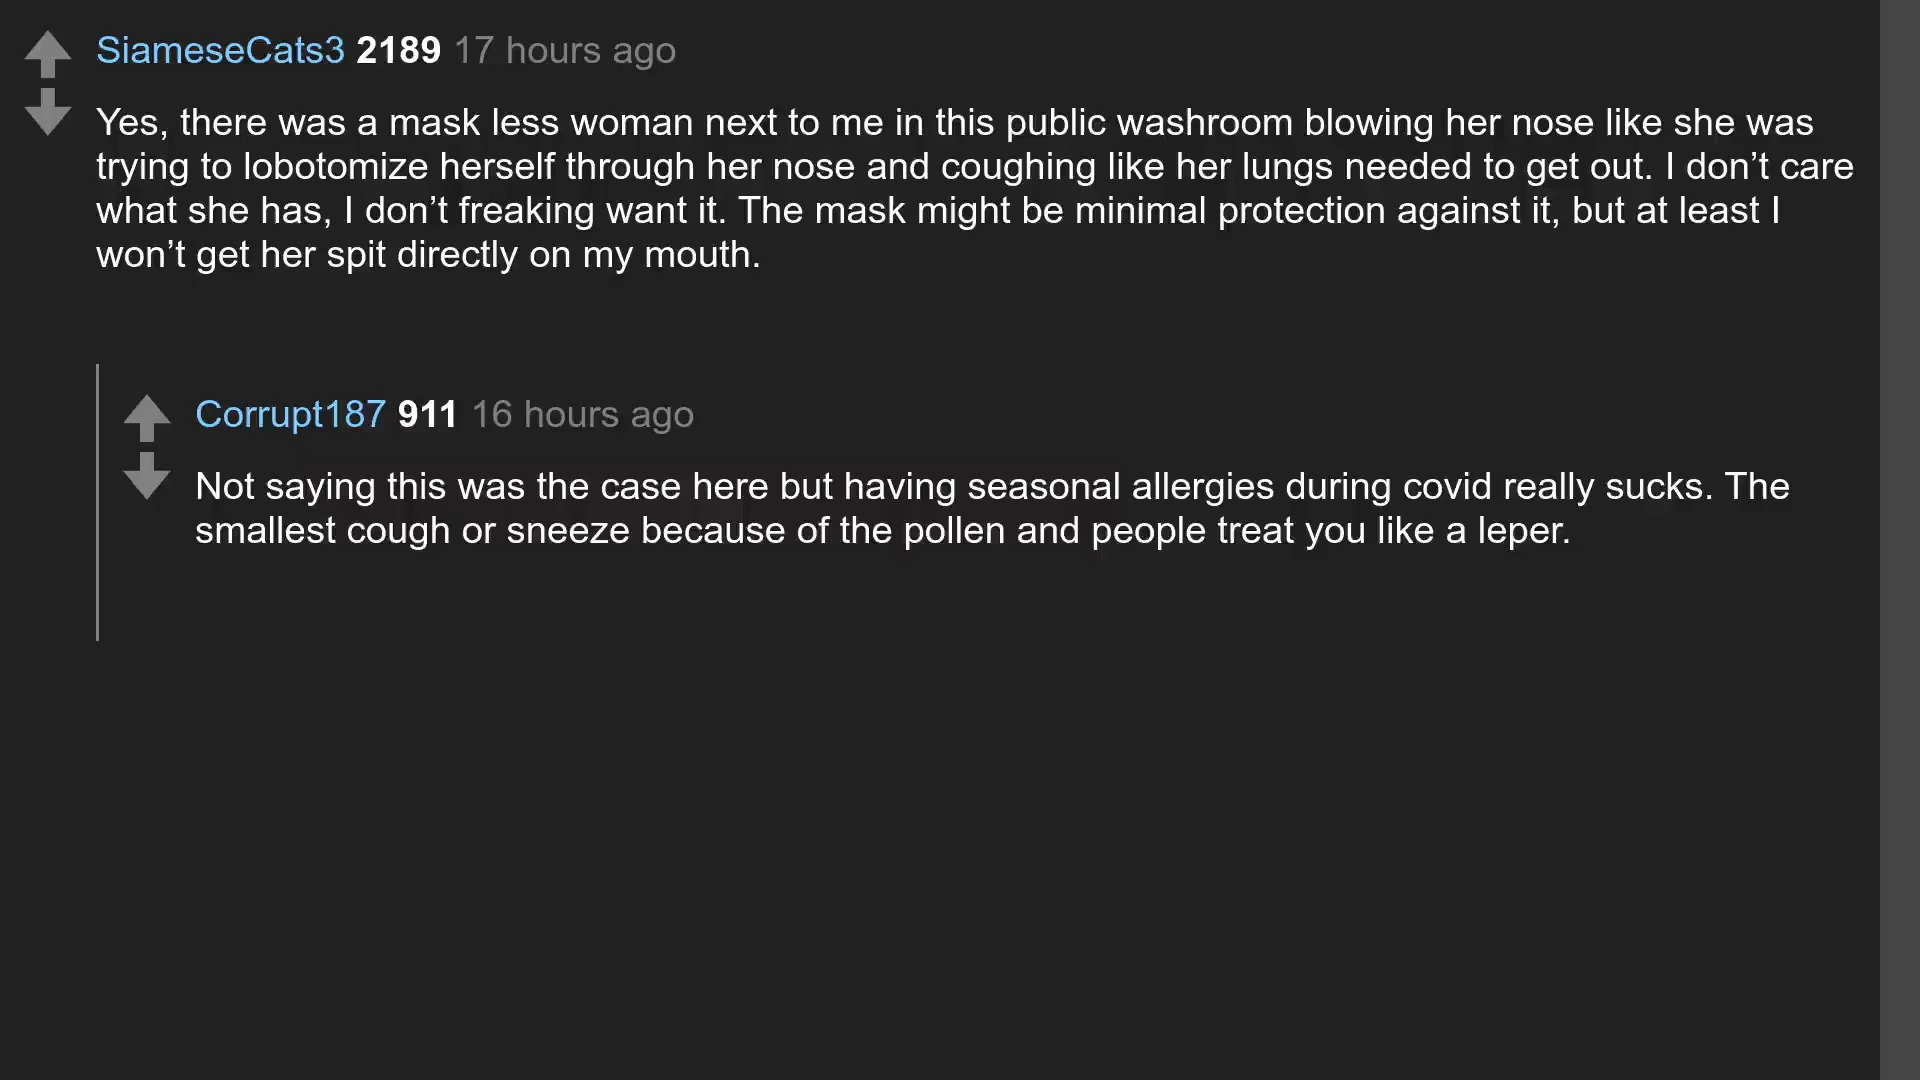 SiameseCats3 2189 17 hours ago
Yes, there was a mask less woman next to me in this public washroom blowing her nose like she was
trying to lobotomize herself through her nose and coughing like her lungs needed to get out. I don’t care
what she has, I don’t freaking want it. The mask might be minimal protection against it, but at least I
won’t get her spit directly on my mouth.
Corrupt187 911 16 hours ago
Not saying this was the case here but having seasonal allergies during covid really sucks. The
smallest cough or sneeze because of the pollen and people treat you like a leper.